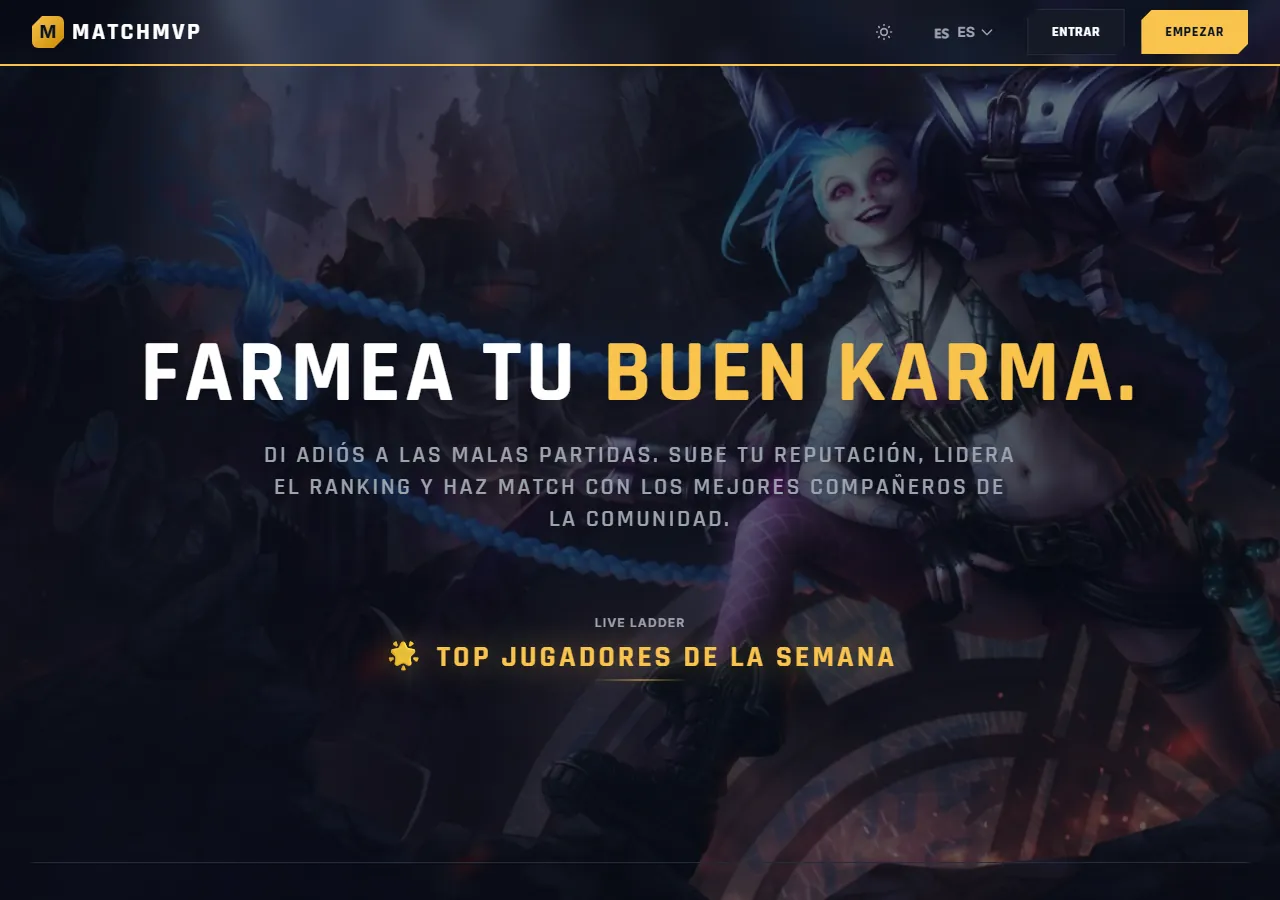 M MATCHMVP
ES ES
ENTRAR
EMPEZAR
FARMEA TU BUEN KARMA.
DI ADIÓS A LAS MALAS PARTIDAS. SUBE TU REPUTACIÓN, LIDERA
EL RANKING Y HAZ MATCH CON LOS MEJORES COMPAÑEROS DE
LA COMUNIDAD.
LIVE LADDER
🌟 TOP JUGADORES DE LA SEMANA